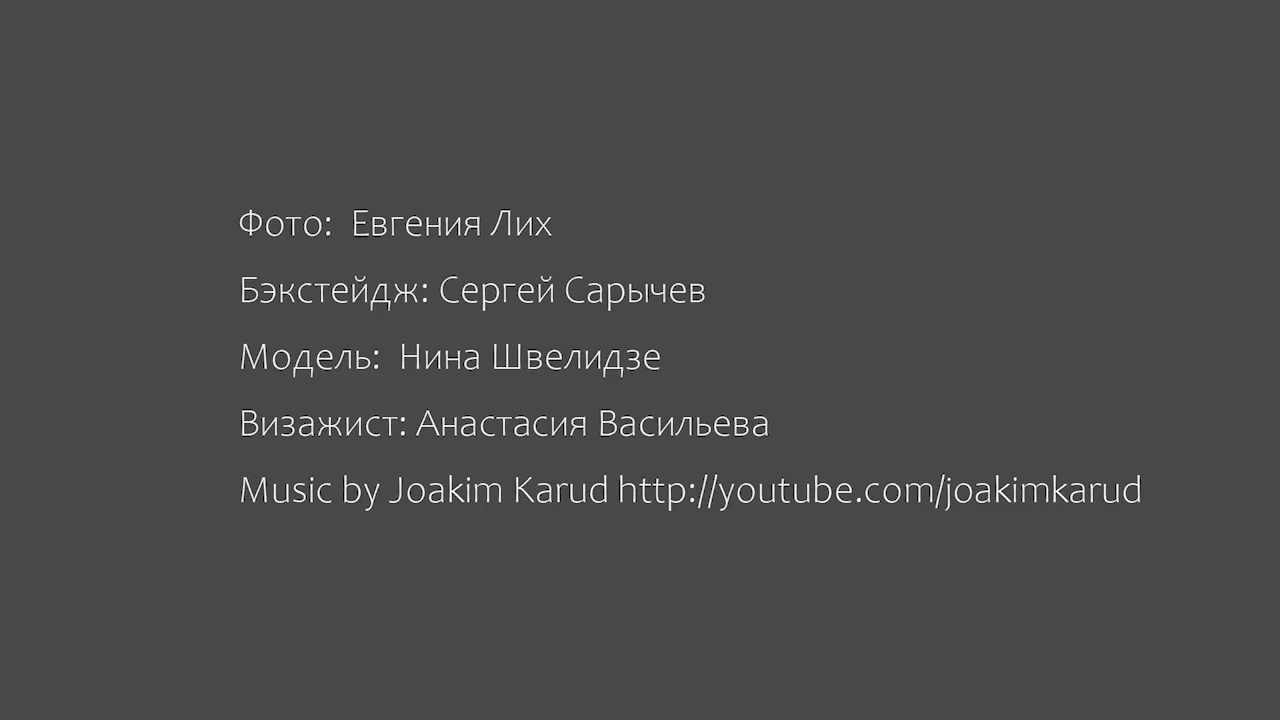 Фото: Евгения Лих
Бэкстейдж: Сергей Сарычев
Модель: Нина Швелидзе
Визажист: Анастасия Васильева
Music by Joakim Karud http://youtube.com/joakimkarud